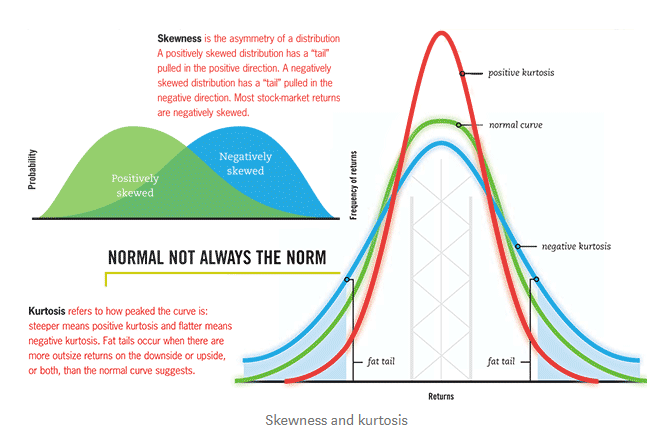 Skewness is the asymmetry of a distribution
A positively skewed distribution has a “tail”
pulled in the positive direction. A negatively
skewed distribution has a “tail” pulled in the
negative direction. Most stock-market returns
are negatively skewed.
Probability
Positively
skewed
Negatively
skewed
NORMAL NOT ALWAYS THE NORM
Kurtosis refers to how peaked the curve is:
steeper means positive kurtosis and flatter means
negative kurtosis. Fat tails occur when there are
more outsize returns on the downside or upside,
or both, than the normal curve suggests.
Frequency of returns
positive kurtosis
normal curve
negative kurtosis
fat tail
fat tail
Returns
Skewness and kurtosis